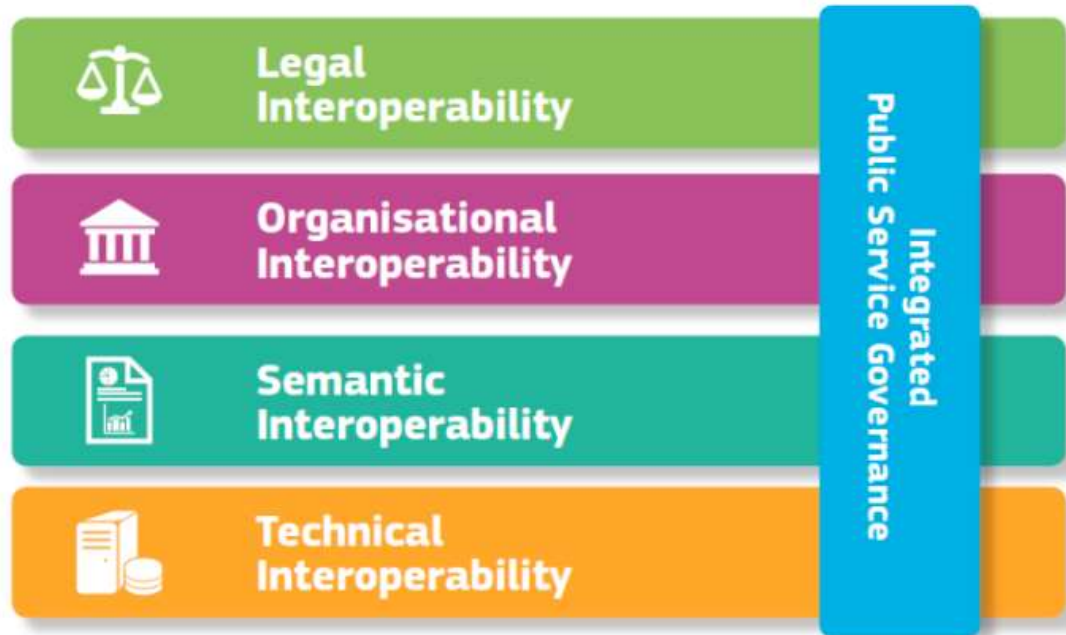 Legal
Interoperability
Organisational
Interoperability
Semantic
Interoperability
Technical
Interoperability
Integrated
Public Service Governance